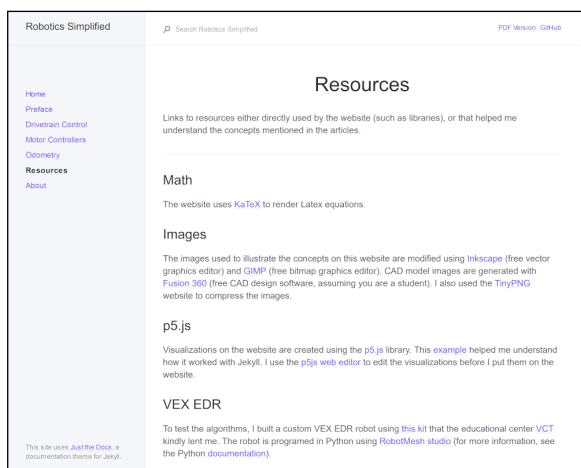 Robotics Simplified
Search Robotics Simplified
PDF Version GitHub
Home
Preface
Drivetrain Control
Motor Controllers
Odometry
Resources
About
This site uses Just the Docs, a
documentation theme for Jekyll.
Resources
Links to resources either directly used by the website (such as libraries), or that helped me
understand the concepts mentioned in the articles.
Math
The website uses KaTeX to render Latex equations.
Images
The images used to illustrate the concepts on this website are modified using Inkscape (free vector
graphics editor) and GIMP (free bitmap graphics editor). CAD model images are generated with
Fusion 360 (free CAD design software, assuming you are a student). I also used the TinyPNG
website to compress the images.
p5.js
Visualizations on the website are created using the p5.js library. This example helped me understand
how it worked with Jekyll. I use the p5js web editor to edit the visualizations before I put them on the
website.
VEX EDR
To test the algorithms, I built a custom VEX EDR robot using this kit that the educational center VCT
kindly lent me. The robot is programed in Python using RobotMesh studio (for more information, see
the Python documentation).